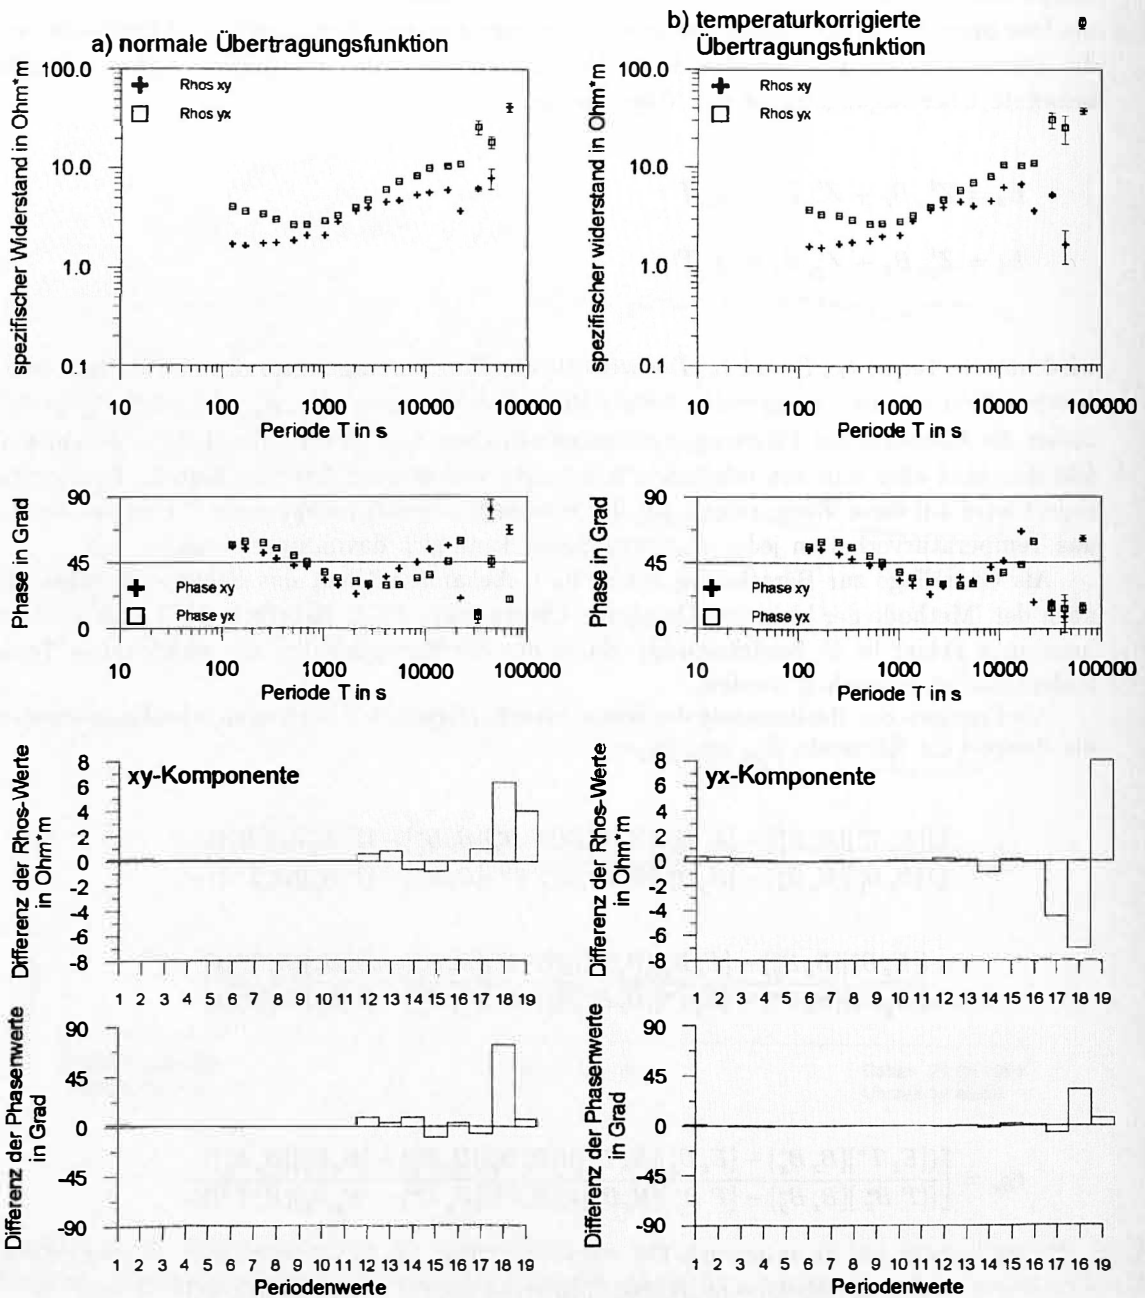 a) normale Übertragungsfunktion
b) temperaturkorrigierte
Übertragungsfunktion
spezifischer Widerstand in Ohm*m
100.0
10.0
1.0
0.1
Rhos xy
Rhos yx
10 100 1000 10000 100000
Periode T in s
spezifischer widerstand in Ohm*m
100.0
10.0
1.0
0.1
Rhos xy
Rhos yx
10 100 1000 10000 100000
Periode T in s
Phase in Grad
90
45
0
Phase xy
Phase yx
10 100 1000 10000 100000
Periode T in s
Phase in Grad
90
45
0
Phase xy
Phase yx
10 100 1000 10000 100000
Periode T in s
Differenz der Rhos-Werte
in Ohm*m
8
6
4
2
0
-2
-4
-6
-8
xy-Komponente
1 2 3 4 5 6 7 8 9 10 11 12 13 14 15 16 17 18 19
Differenz der Rhos-Werte
in Ohm*m
8
6
4
2
0
-2
-4
-6
-8
yx-Komponente
1 2 3 4 5 6 7 8 9 10 11 12 13 14 15 16 17 18 19
Differenz der Phasenwerte
in Grad
90
45
0
-45
-90
1 2 3 4 5 6 7 8 9 10 11 12 13 14 15 16 17 18 19
Periodenwerte
Differenz der Phasenwerte
in Grad
90
45
0
-45
-90
1 2 3 4 5 6 7 8 9 10 11 12 13 14 15 16 17 18 19
Periodenwerte